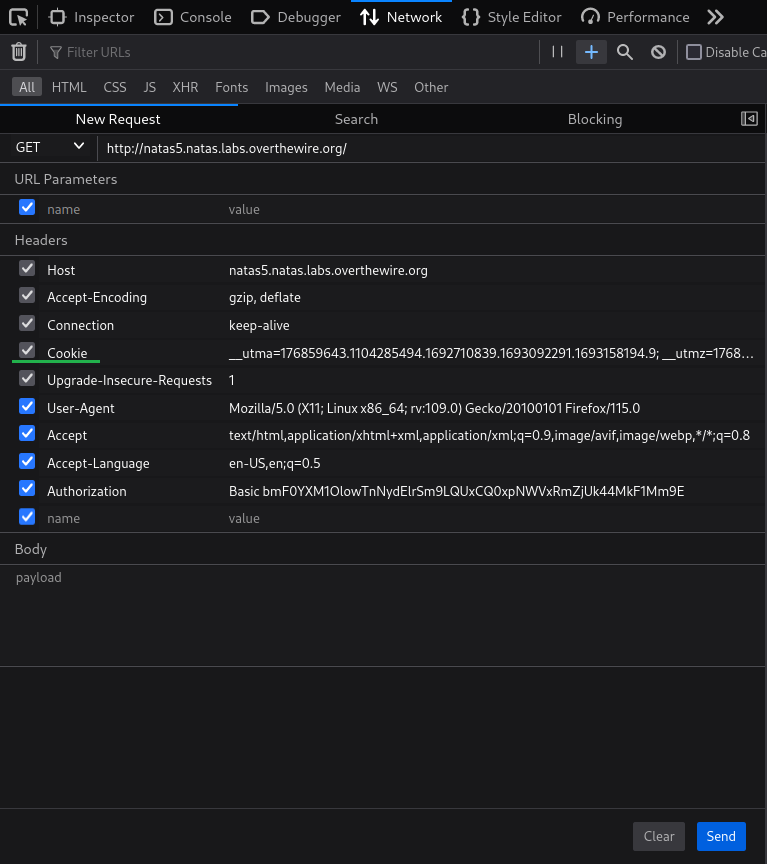 Inspector Console Debugger Network Style Editor Performance
Filter URLs Disable Ca
All HTML CSS JS XHR Fonts Images Media WS Other
New Request Search Blocking
GET http://natas5.natas.labs.overthewire.org/
URL Parameters
name value
Headers
Host natas5.natas.labs.overthewire.org
Accept-Encoding gzip, deflate
Connection keep-alive
Cookie __utma=176859643.1104285494.1692710839.1693092291.1693158194.9; __utmz=1768...
Upgrade-Insecure-Requests 1
User-Agent Mozilla/5.0 (X11; Linux x86_64; rv:109.0) Gecko/20100101 Firefox/115.0
Accept text/html,application/xhtml+xml,application/xml;q=0.9,image/avif,image/webp,*/*;q=0.8
Accept-Language en-US,en;q=0.5
Authorization Basic bmF0YXM1OlowTnNydElrSm9LQUxCQ0xpNWVxRmZjUk44MkF1Mm9E
name value
Body
payload
Clear Send